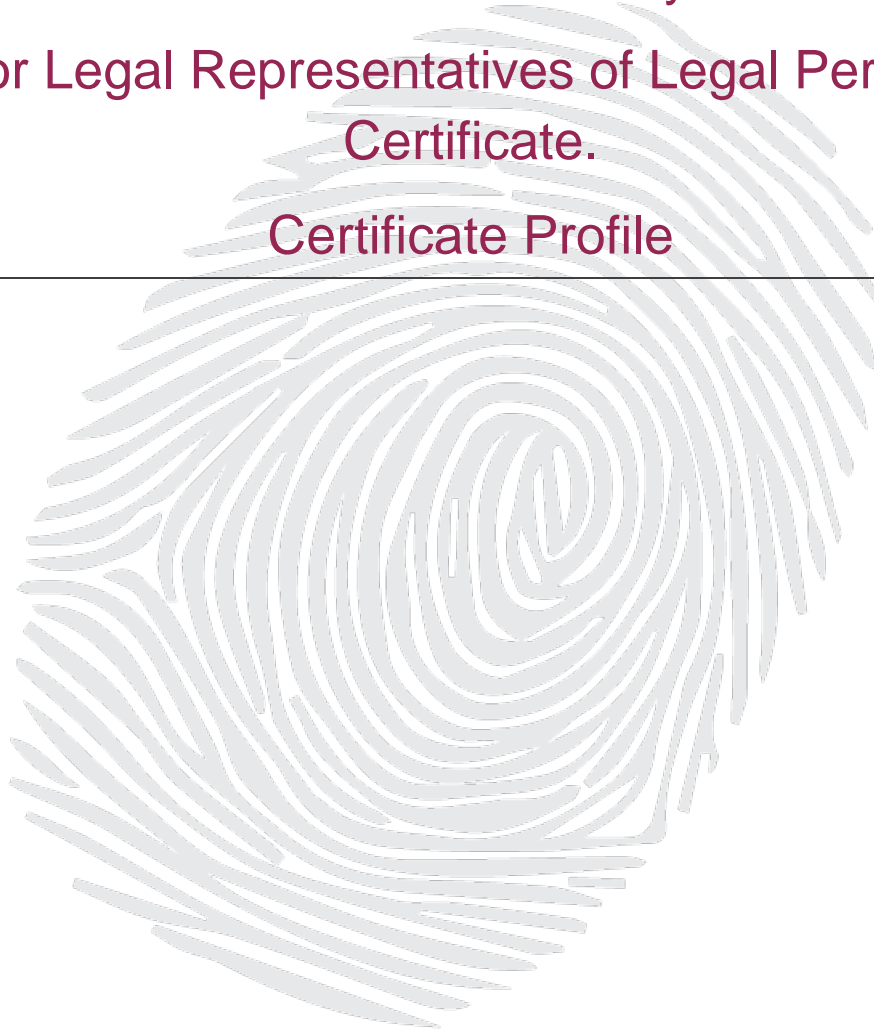 or Legal Representatives of Legal Per
Certificate.
Certificate Profile